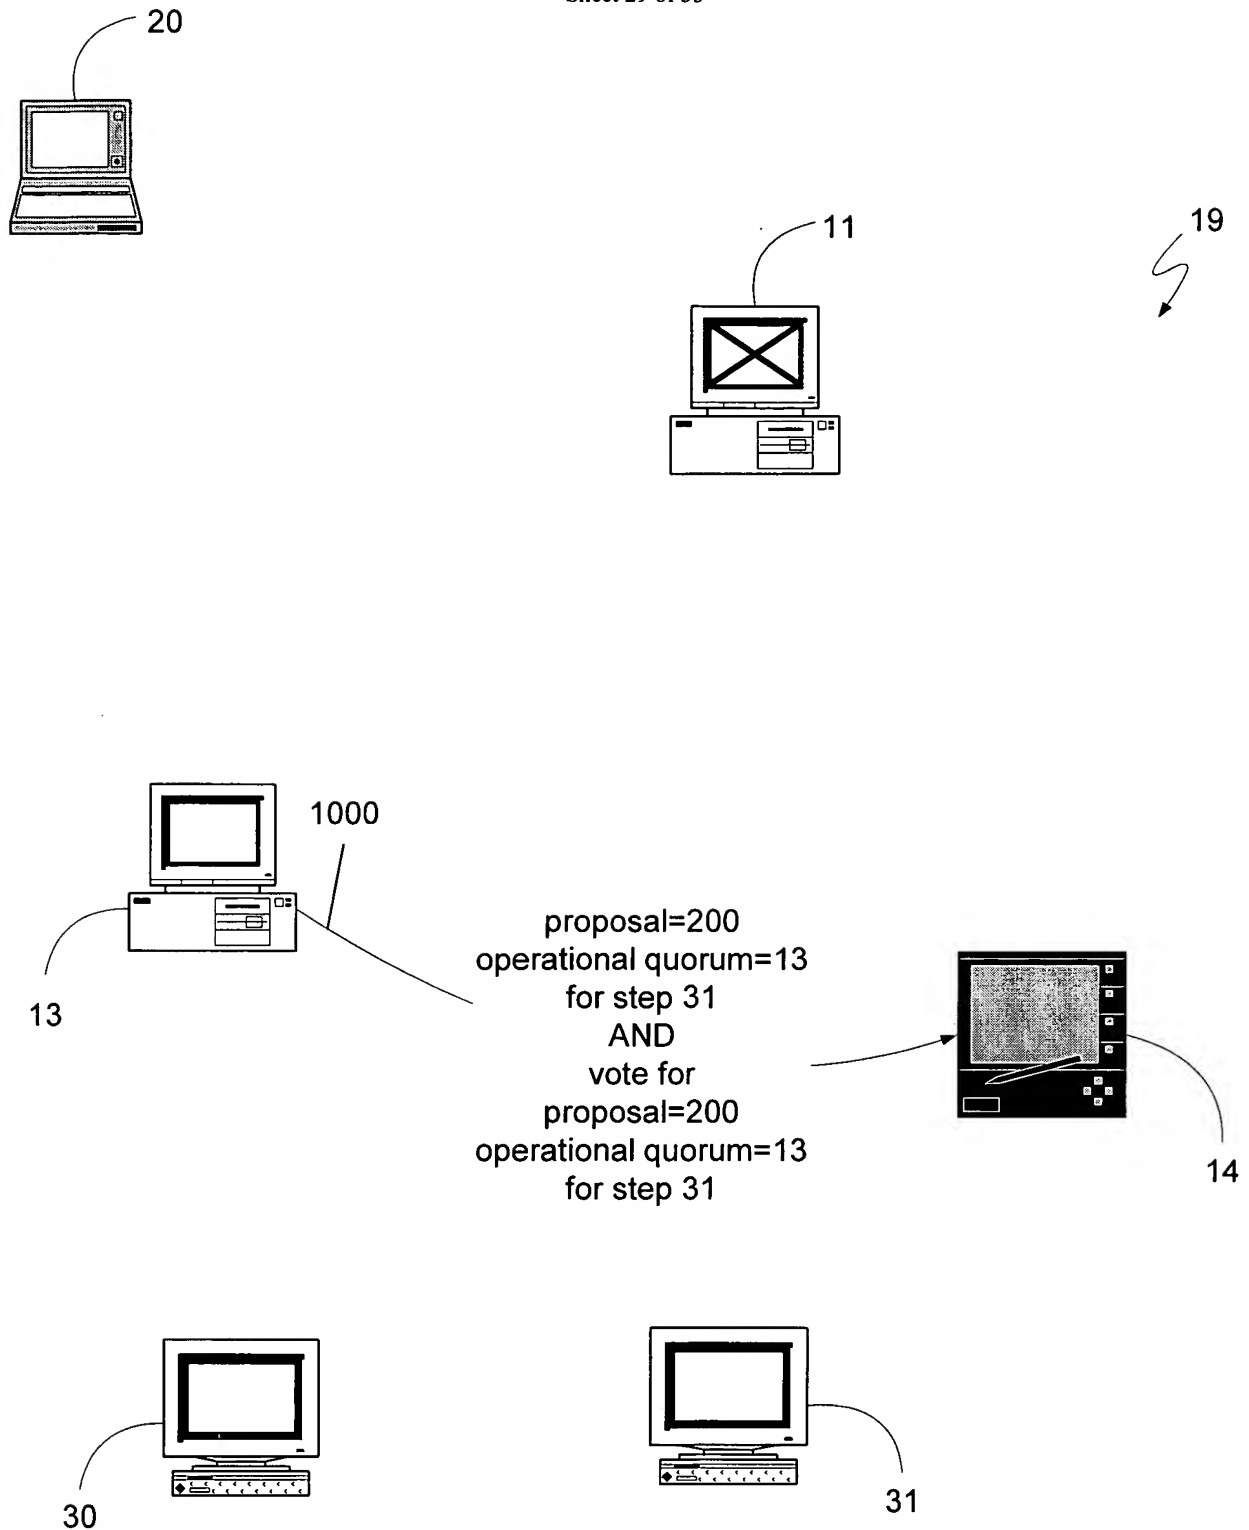 20
11
19
1000
13
proposal=200
operational quorum=13
for step 31
AND
vote for
proposal=200
operational quorum=13
for step 31
14
30
31